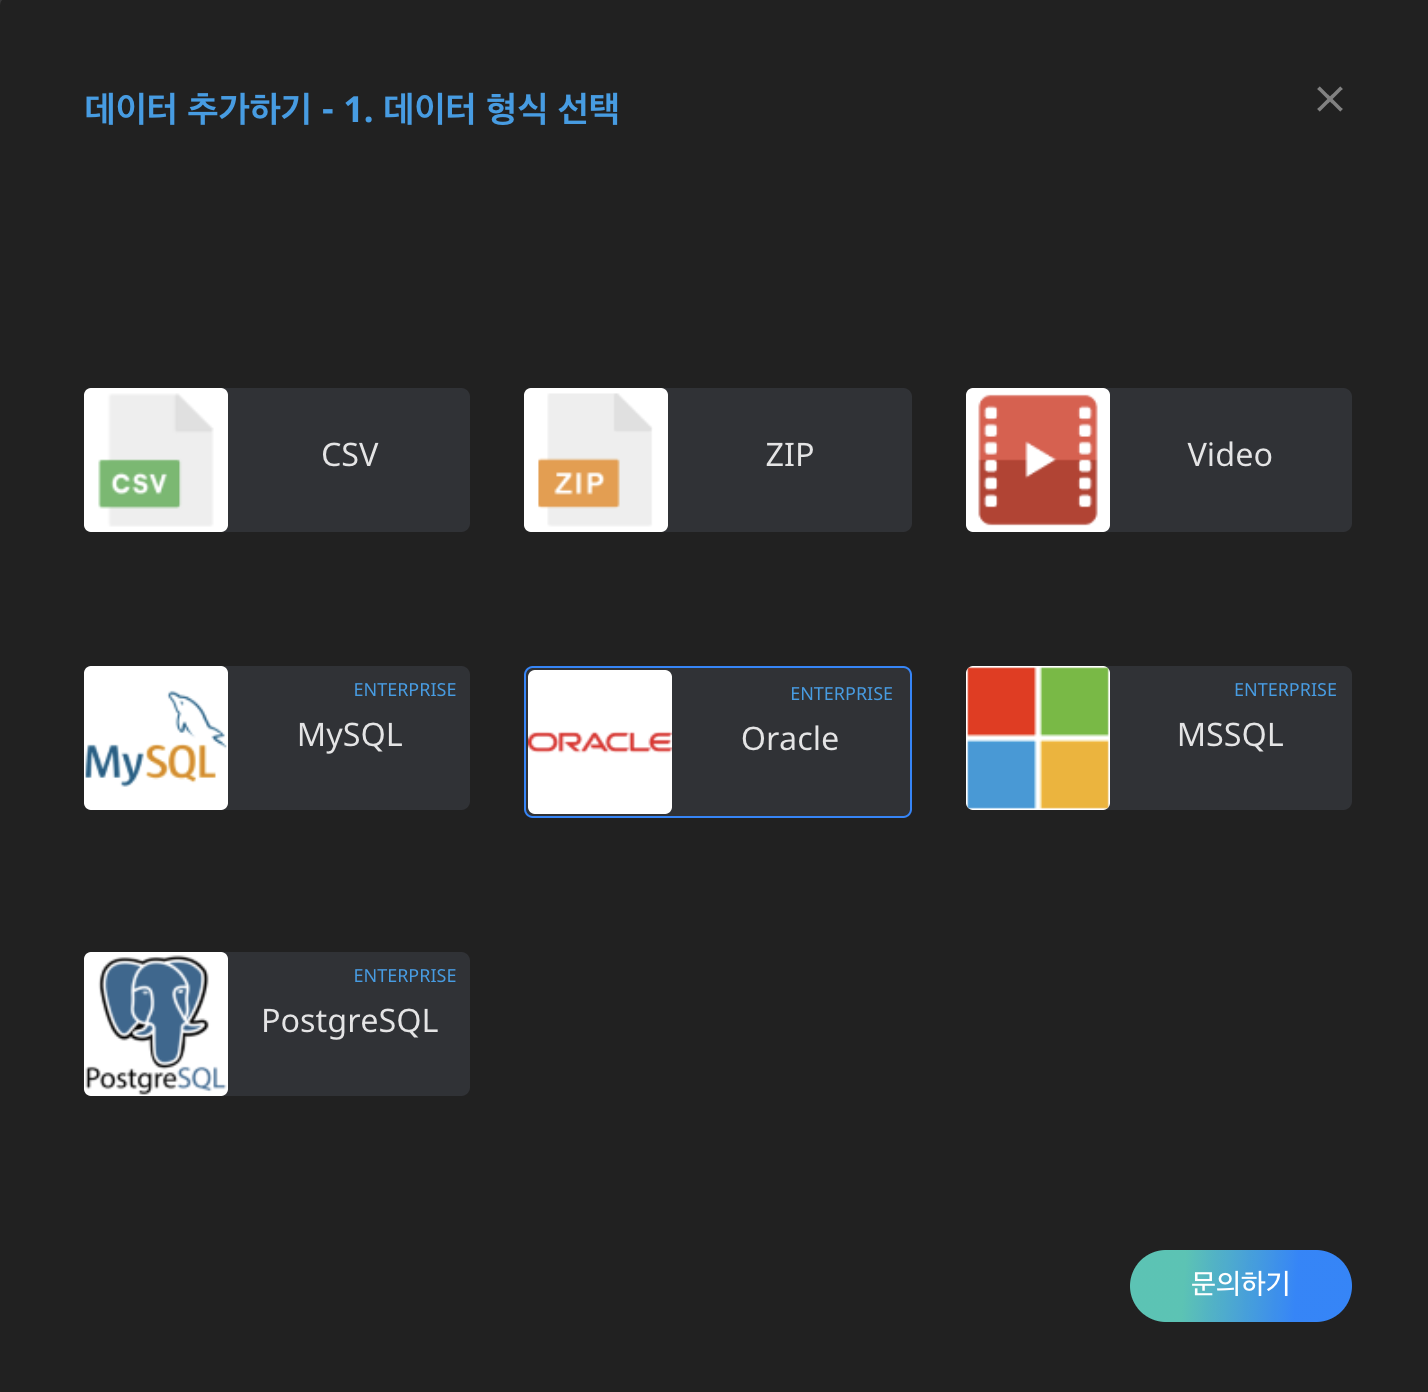 데이터 추가하기 - 1. 데이터 형식 선택
CSV
CSV
ZIP
ZIP
Video
MySQL
ENTERPRISE
MySQL
ORACLE
ENTERPRISE
Oracle
ENTERPRISE
MSSQL
PostgreSQL
ENTERPRISE
PostgreSQL
문의하기